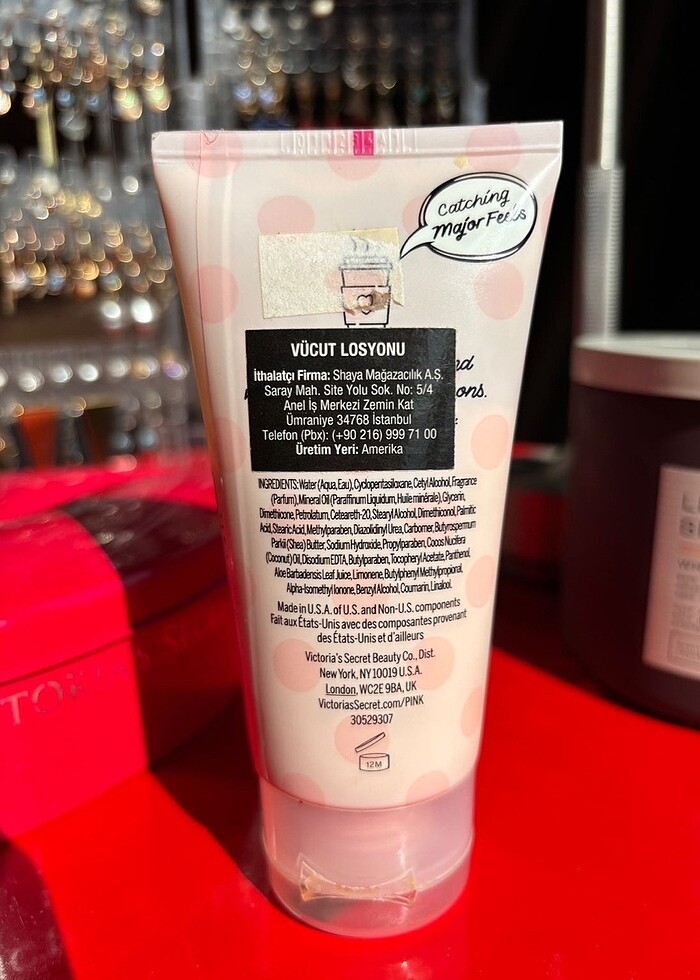 Catching
Major Feels
nd
ons.
VÜCUT LOSYONU
İthalatçı Firma: Shaya Mağazacılık A.Ş.
Saray Mah. Site Yolu Sok. No: 5/4
Anel İş Merkezi Zemin Kat
Ümraniye 34768 İstanbul
Telefon (Pbx): (+90 216) 999 71 00
Üretim Yeri: Amerika
INGREDIENTS: Water (Aqua, Eau), Cyclopentasiloxane, Cetyl Alcohol, Fragrance
(Parfum), Mineral Oil (Paraffinum Liquidum, Huile minérale), Glycerin,
Dimethicone, Petrolatum, Ceteareth-20, Stearyl Alcohol, Dimethiconol, Palmitic
Acid, Stearic Acid, Methylparaben, Diazolidinyl Urea, Carbomer, Butyrospermum
Parkii (Shea) Butter, Sodium Hydroxide, Propylparaben, Cocos Nucifera
(Coconut) Oil, Disodium EDTA, Butylparaben, Tocopheryl Acetate, Panthenol,
Aloe Barbadensis Leaf Juice, Limonene, Butylphenyl Methylpropional,
Alpha-Isomethyl Ionone, Benzyl Alcohol, Coumarin, Linalool.
Made in U.S.A. of U.S. and Non-U.S. components
Fait aux États-Unis avec des composantes provenant
des États-Unis et d'ailleurs
Victoria's Secret Beauty Co., Dist.
New York, NY 10019 U.S.A.
London, WC2E 9BA, UK
VictoriasSecret.com/PINK
30529307
12M